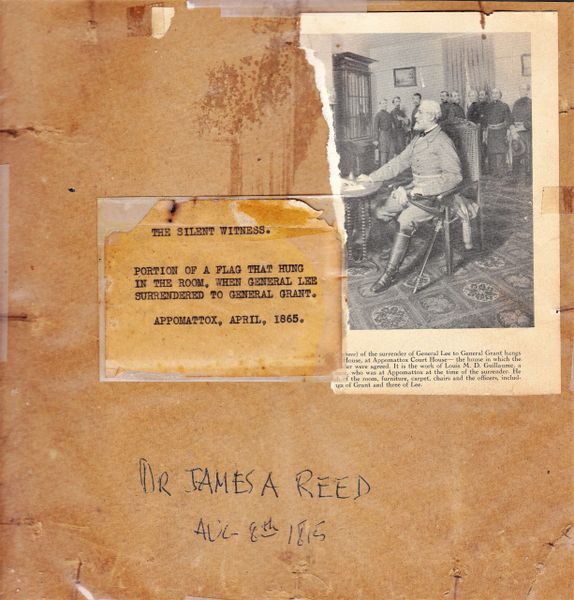 THE SILENT WITNESS.
PORTION OF A FLAG THAT HUNG
IN THE ROOM, WHEN GENERAL LEE
SURRENDERED TO GENERAL GRANT.
APPOMATTOX, APRIL, 1865.
of the surrender of General Lee to General Grant hangs
House, at Appomattox Court House— the home in which the
were agreed. It is the work of Louis M. D. Guillaume, a
who was at Appomattox at the time of the surrender. He
the room, furniture, carpet, chairs and the officers, includ-
of Grant and three of Lee.
DR JAMES A REED
AUG 8th